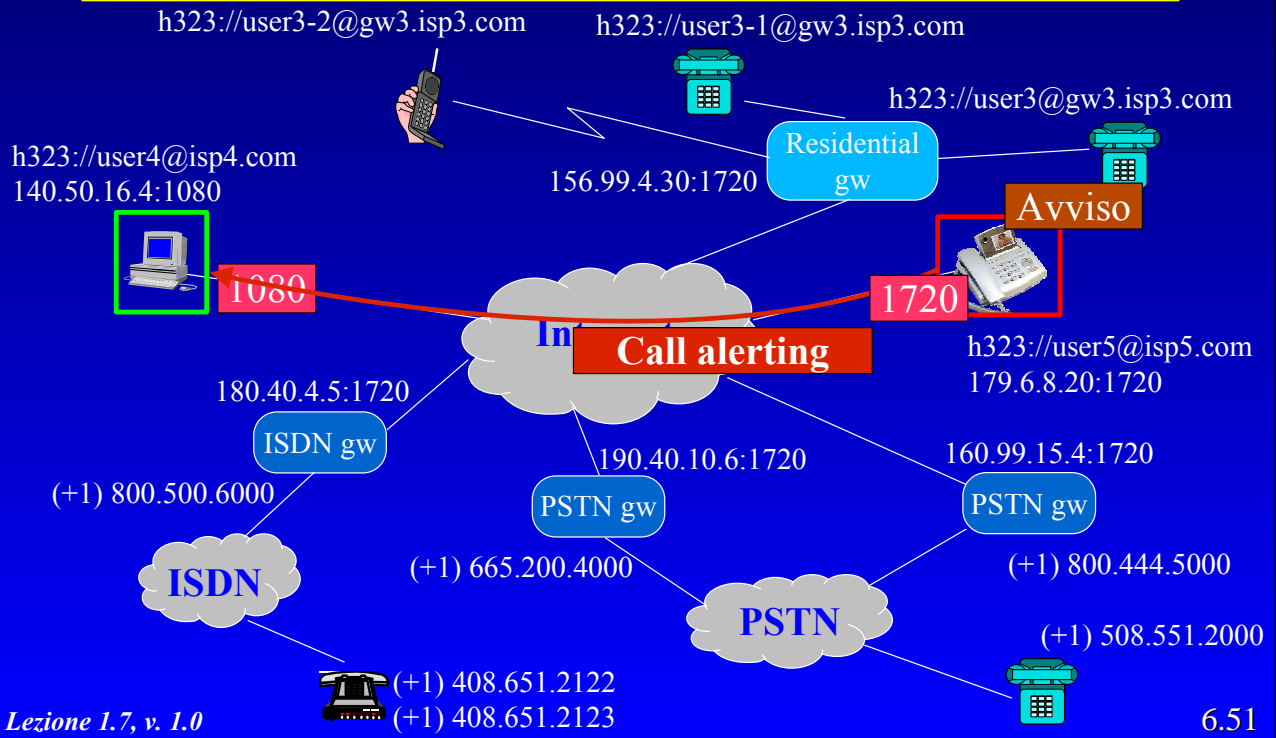 h323://user3-2@gw3.isp3.com
h323://user3-1@gw3.isp3.com
h323://user3@gw3.isp3.com
h323://user4@isp4.com
140.50.16.4:1080
Residential
gw
156.99.4.30:1720
Avviso
1080
1720
Call alerting
h323://user5@isp5.com
179.6.8.20:1720
180.40.4.5:1720
ISDN gw
190.40.10.6:1720
160.99.15.4:1720
(+1) 800.500.6000
PSTN gw
PSTN gw
(+1) 665.200.4000
(+1) 800.444.5000
ISDN
PSTN
(+1) 508.551.2000
(+1) 408.651.2122
(+1) 408.651.2123
Lezione 1.7, v. 1.0
6.51